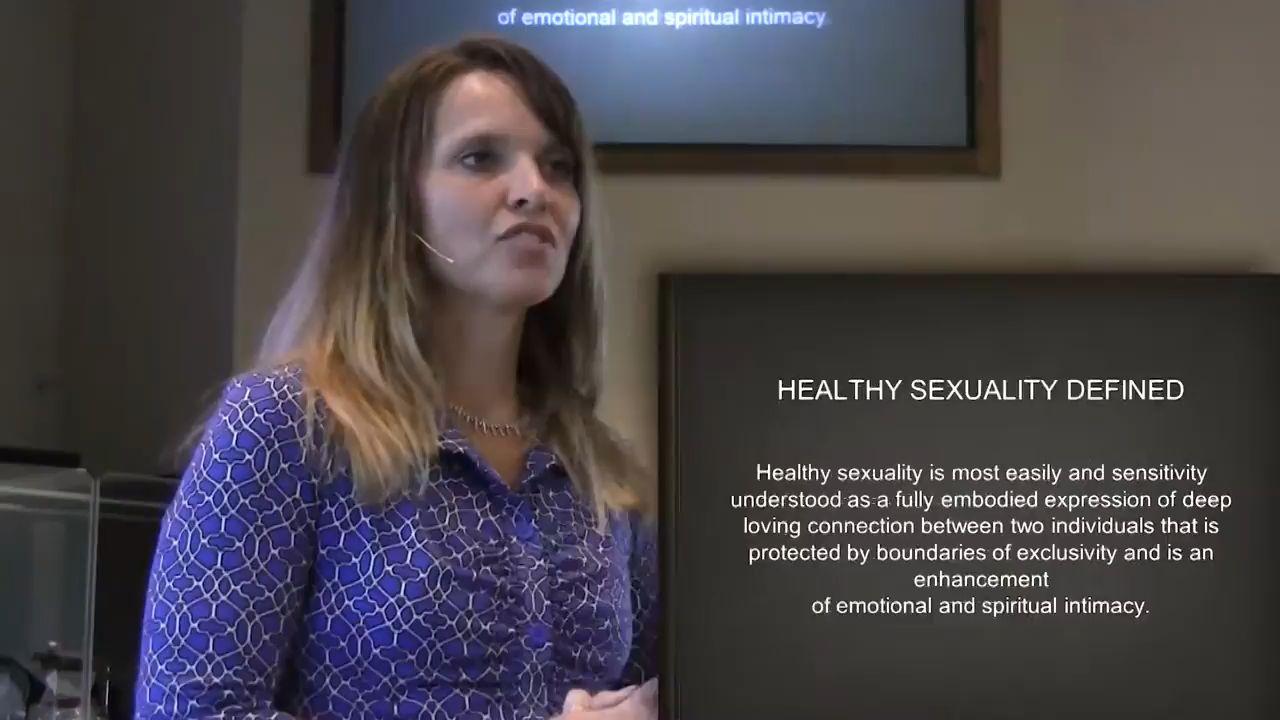 of emotional and spiritual intimacy.
HEALTHY SEXUALITY DEFINED
Healthy sexuality is most easily and sensitivity
understood as a fully embodied expression of deep
loving connection between two individuals that is
protected by boundaries of exclusivity and is an
enhancement
of emotional and spiritual intimacy.